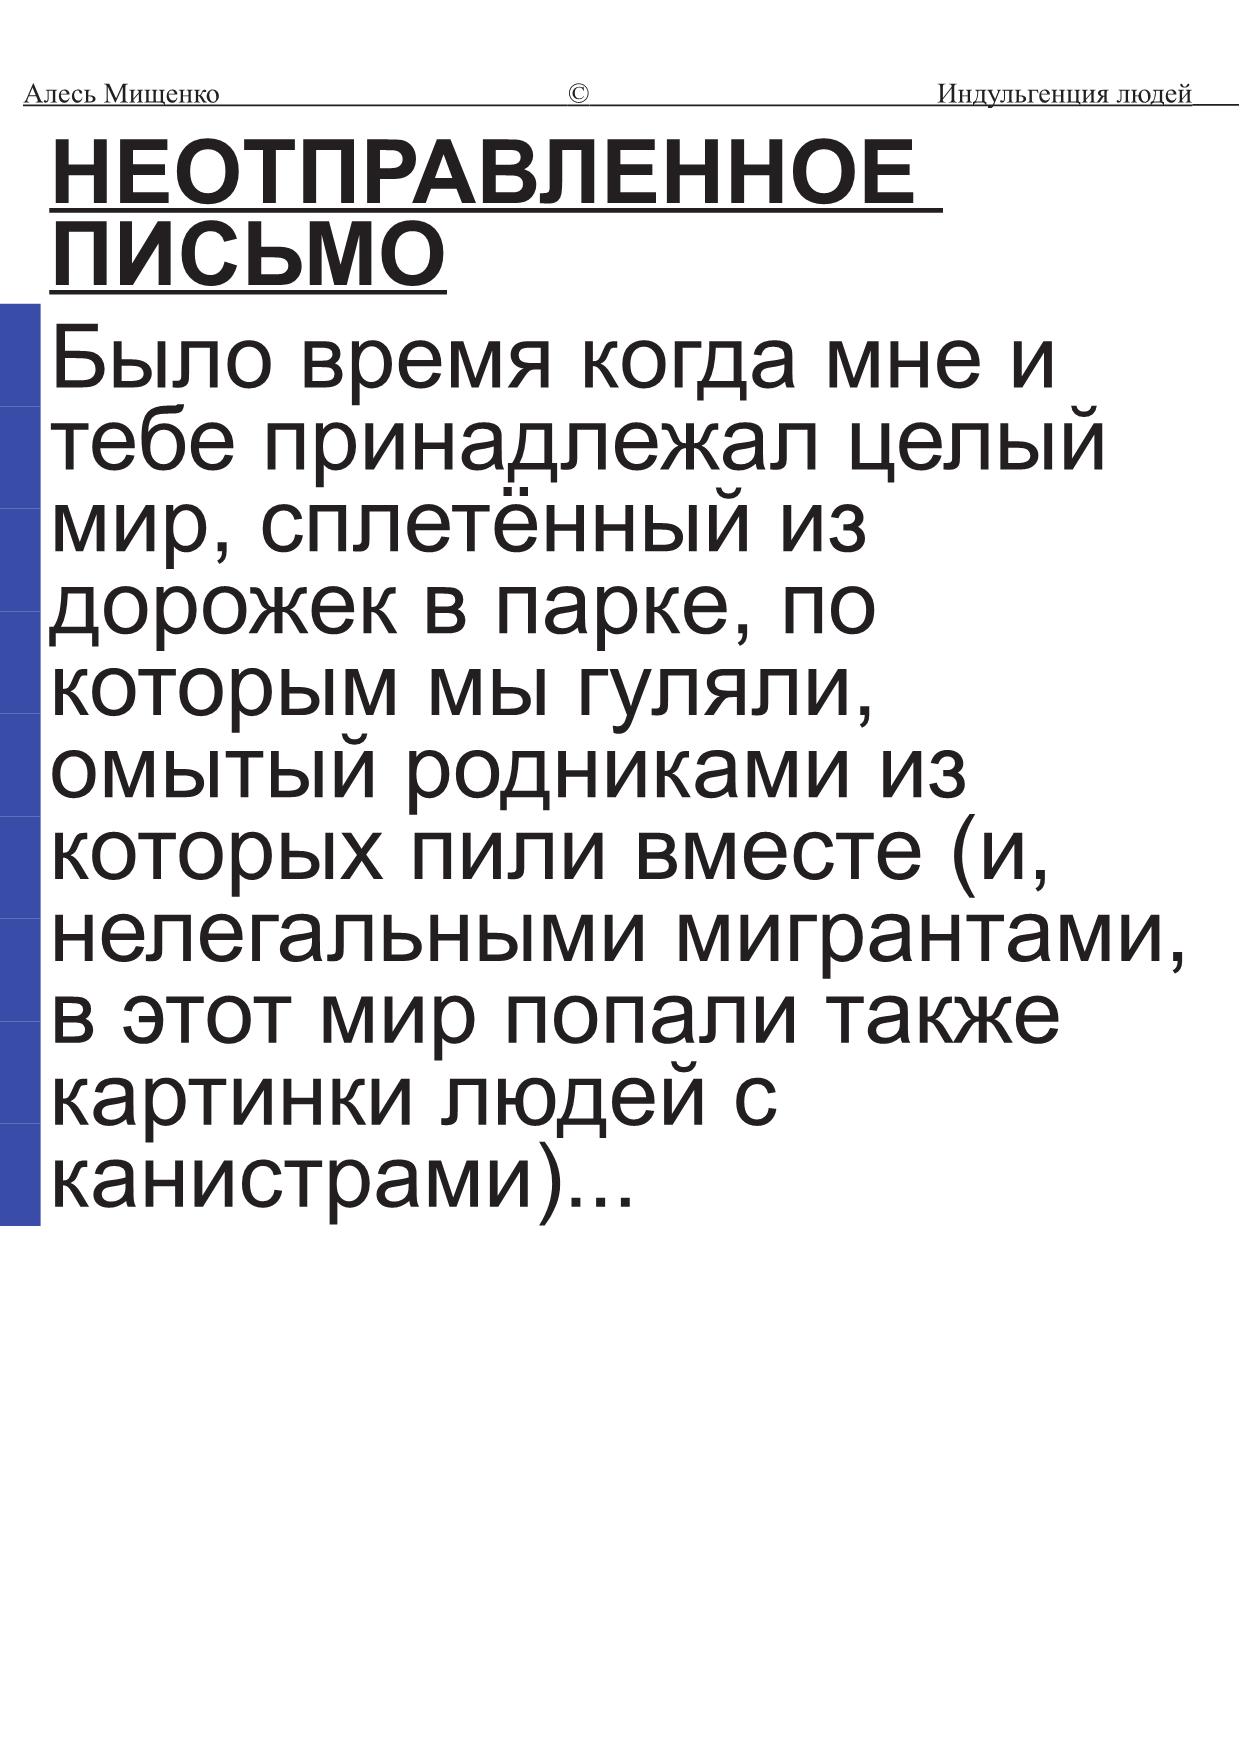 Алесь Мищенко © Индульгенция людей
НЕОТПРАВЛЕННОЕ
ПИСЬМО
Было время когда мне и
тебе принадлежал целый
мир, сплетённый из
дорожек в парке, по
которым мы гуляли,
омытый родниками из
которых пили вместе (и,
нелегальными мигрантами,
в этот мир попали также
картинки людей с
канистрами)...